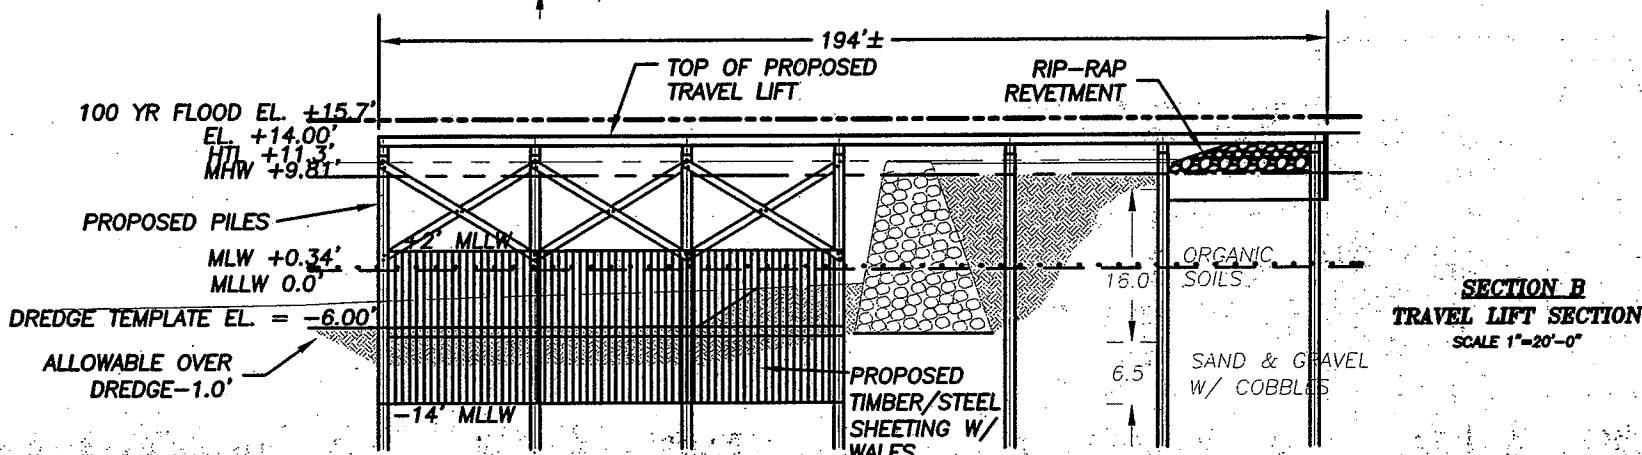 194'±
TOP OF PROPOSED
TRAVEL LIFT
RIP-RAP
REVETMENT
100 YR FLOOD EL. +15.7'
EL. +14.00'
HTL +11.3'
MHW +9.81'
PROPOSED PILES
+2' MLLW
MLW +0.34'
MLLW 0.0'
ORGANIC
SOILS
16.0
DREDGE TEMPLATE EL. = -6.00'
SECTION B
TRAVEL LIFT SECTION
SCALE 1"=20'-0"
ALLOWABLE OVER
DREDGE-1.0'
6.5'
SAND & GRAVEL
W/ COBBLES
-14' MLLW
PROPOSED
TIMBER/STEEL
SHEETING W/
WALES